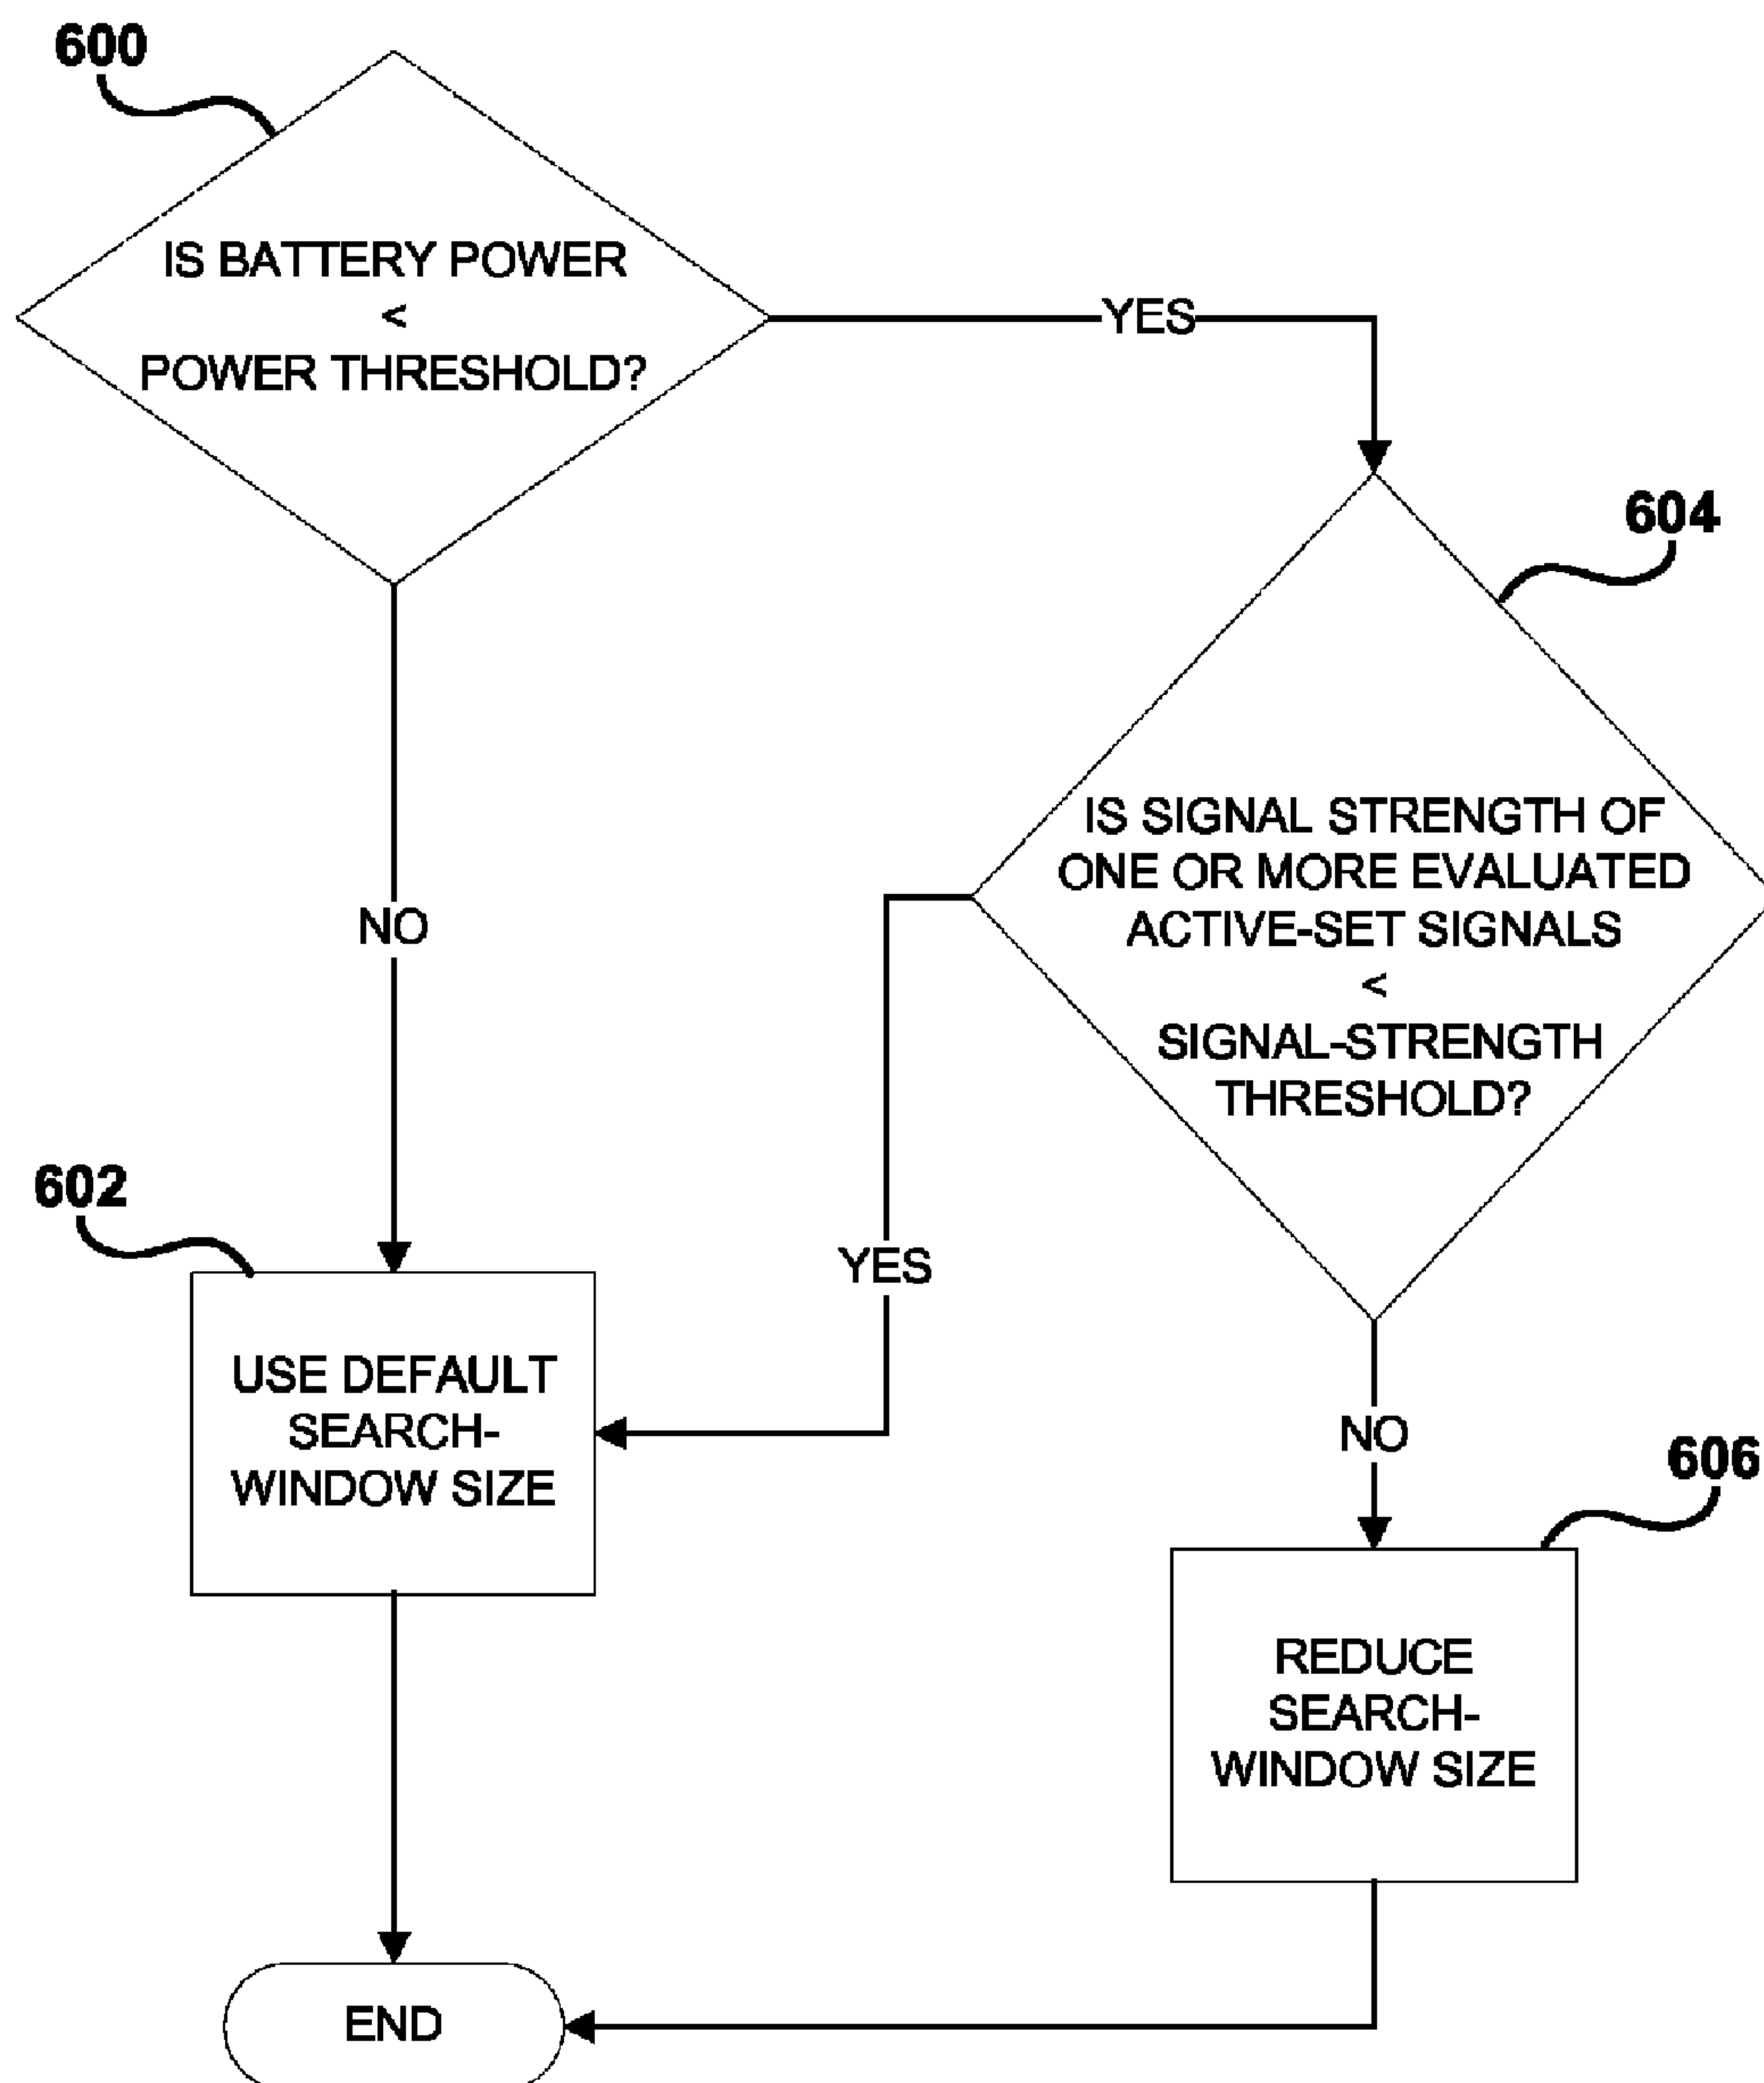 600
IS BATTERY POWER
<
POWER THRESHOLD?
YES
604
IS SIGNAL STRENGTH OF
ONE OR MORE EVALUATED
ACTIVE-SET SIGNALS
<
SIGNAL-STRENGTH
THRESHOLD?
NO
602
YES
USE DEFAULT
SEARCH-
WINDOW SIZE
NO
606
REDUCE
SEARCH-
WINDOW SIZE
END